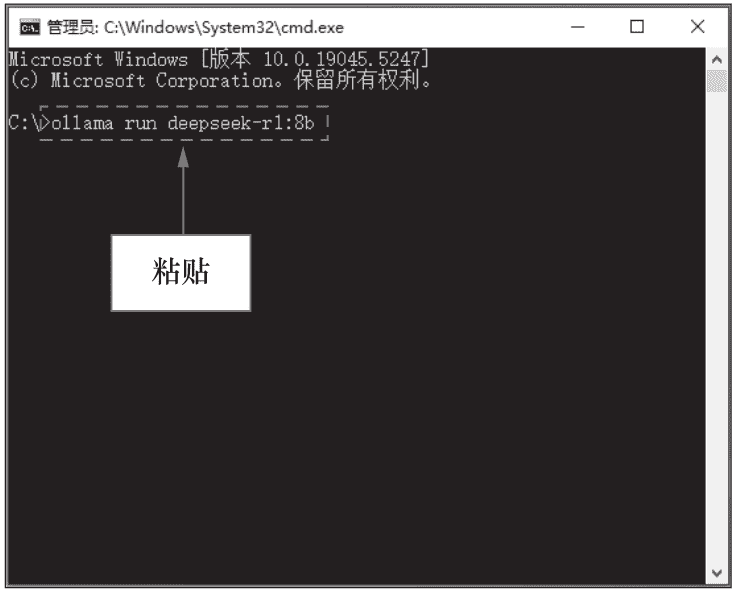 管理员: C:\Windows\System32\cmd.exe
Microsoft Windows [版本 10.0.19045.5247]
(c) Microsoft Corporation。保留所有权利。
C:\>ollama run deepseek-r1:8b
粘贴